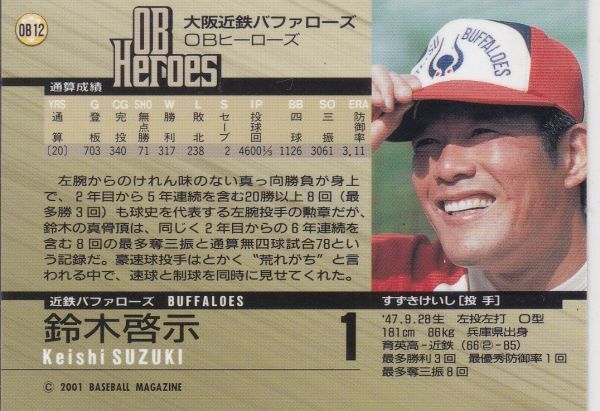 OB12
OB Heroes
大阪近鉄バファローズ
OBヒーローズ
BUFFALOES
通算成績
YRS G CG SHO W L S IP BB SO ERA
通算 登板 完投 無点 勝利 敗北 セーブ 投球回 四球 三振 防御率
[20] 703 340 71 317 238 2 4600⅓ 1126 3061 3.11
左腕からのけれん味のない真っ向勝負が身上
で、2年目から5年連続を含む20勝以上8回(最
多勝3回)も球史を代表する左腕投手の勲章だが、
鈴木の真骨頂は、同じく2年目からの6年連続を
含む8回の最多奪三振と通算無四球試合78とい
う記録だ。豪速球投手はとかく“荒れがち”と言
われる中で、速球と制球を同時に見せてくれた。
近鉄バファローズ BUFFALOES
鈴木啓示
Keishi SUZUKI
1
すずきけいし[投手]
'47.9.28生 左投左打 O型
181cm 86kg 兵庫県出身
育英高-近鉄(66②-85)
最多勝利3回 最優秀防御率1回
最多奪三振8回
© 2001 BASEBALL MAGAZINE